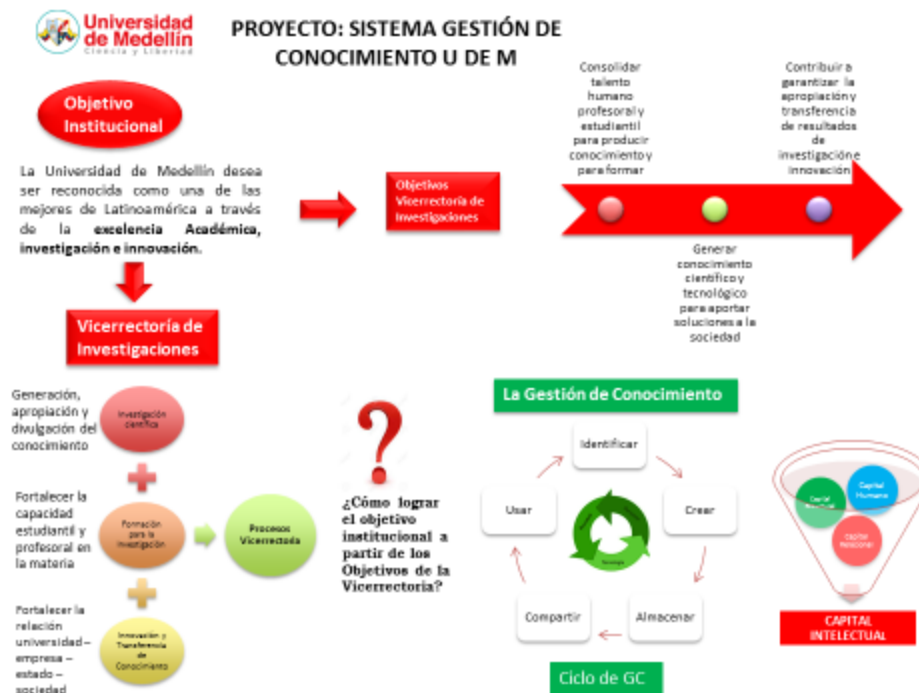 Universidad
de Medellín
Ciencia y Libertad
PROYECTO: SISTEMA GESTIÓN DE
CONOCIMIENTO U DE M
Objetivo
Institucional
La Universidad de Medellín desea
ser reconocida como una de las
mejores de Latinoamérica a través
de la excelencia Académica,
investigación e innovación.
Objetivos
Vicerrectoría de
Investigaciones
Consolidar
talento
humano
profesoral y
estudiantil
para producir
conocimiento y
para formar
Generar
conocimiento
científico y
tecnológico
para aportar
soluciones a la
sociedad
Contribuir a
garantizar la
apropiación y
transferencia
de resultados
de
investigación e
innovación
Vicerrectoría de
Investigaciones
Generación,
apropiación y
divulgación del
conocimiento
Investigación
científica
Fortalecer la
capacidad
estudiantil y
profesoral en
la materia
Formación
para la
Investigación
Fortalecer la
relación
universidad –
empresa –
estado –
sociedad
Innovación y
Transferencia
de
Conocimiento
Procesos
Vicerrectoría
¿Cómo lograr
el objetivo
institucional a
partir de los
Objetivos de la
Vicerrectoría?
La Gestión de Conocimiento
Identificar
Crear
Almacenar
Compartir
Usar
Tecnología
Ciclo de GC
Capital
Capital
Humano
Capital
Relacional
CAPITAL
INTELECTUAL